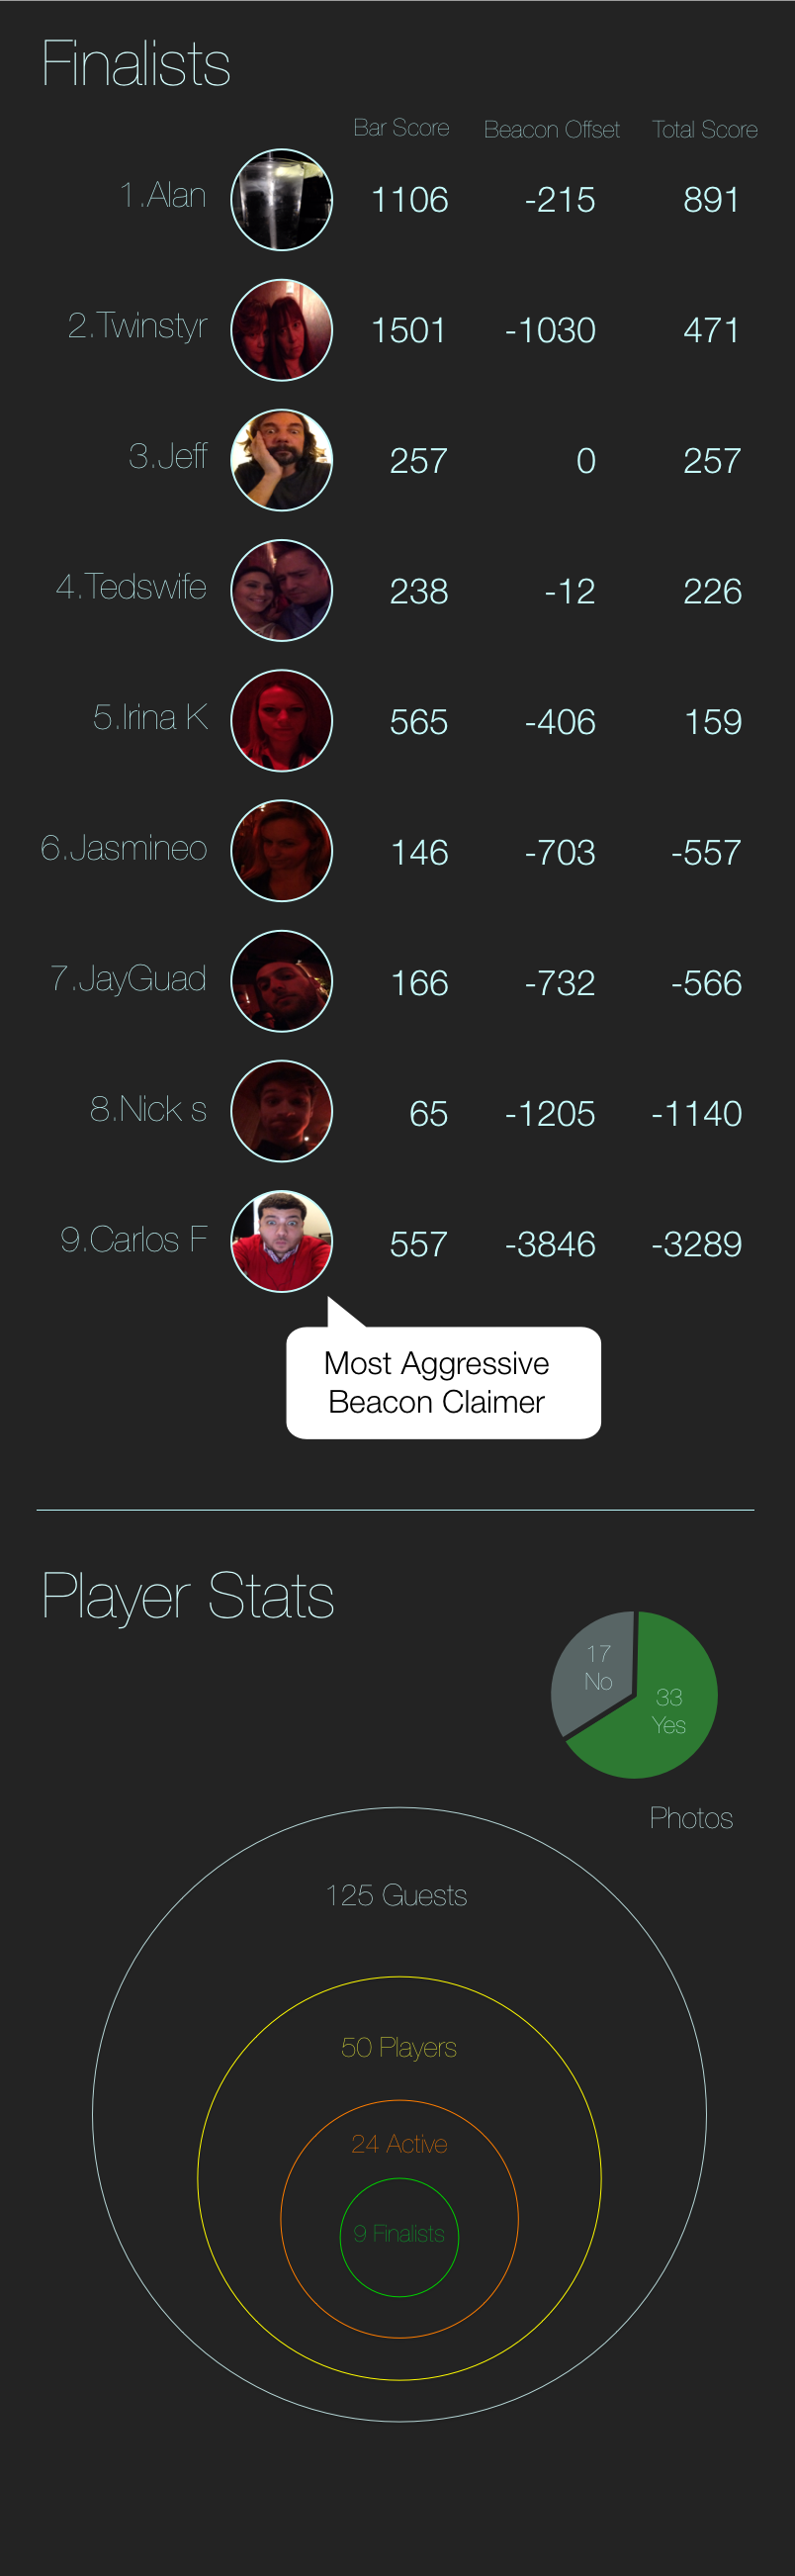 Finalists
Bar Score Beacon Offset Total Score
1.Alan 1106 -215 891
2.Twinstyr 1501 -1030 471
3.Jeff 257 0 257
4.Tedswife 238 -12 226
5.Irina K 565 -406 159
6.Jasmineo 146 -703 -557
7.JayGuad 166 -732 -566
8.Nick s 65 -1205 -1140
9.Carlos F 557 -3846 -3289
Most Aggressive
Beacon Claimer
Player Stats
17
No
33
Yes
Photos
125 Guests
50 Players
24 Active
9 Finalists